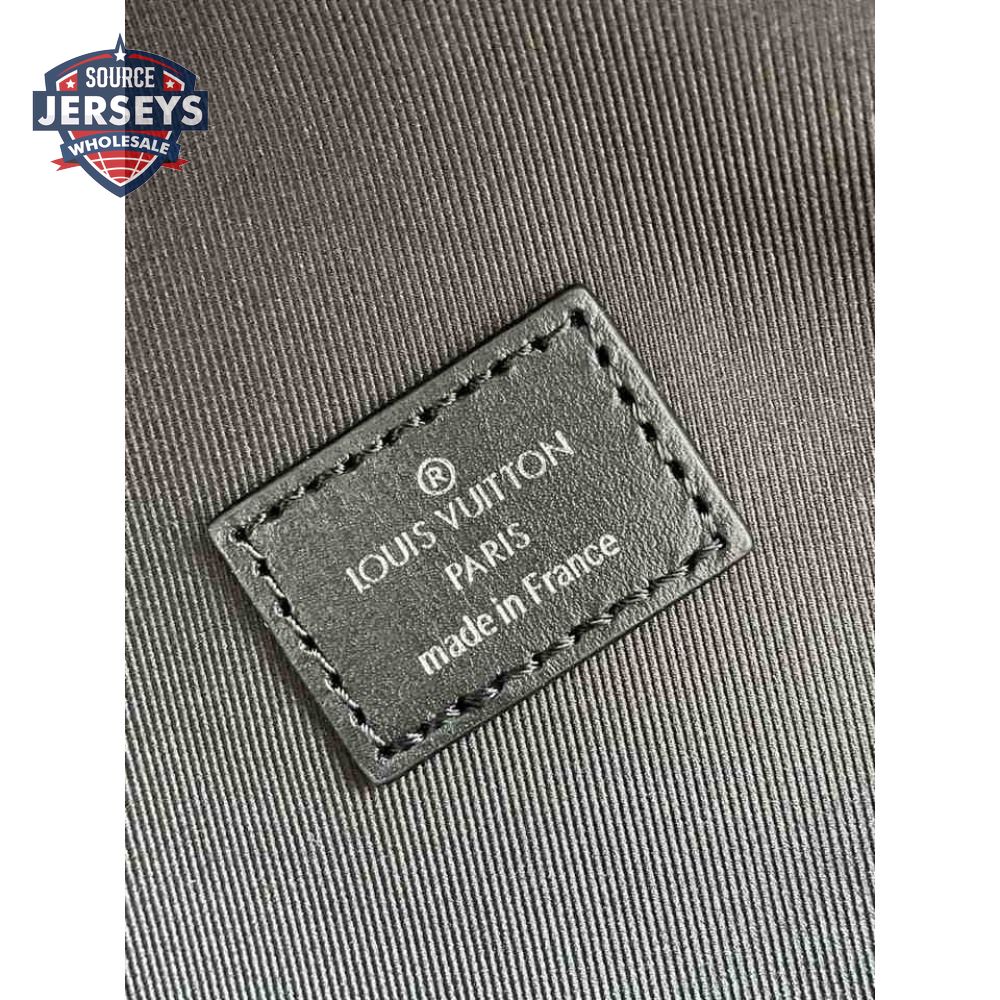 SOURCE
JERSEYS
WHOLESALE
®
LOUIS VUITTON
PARIS
made in France